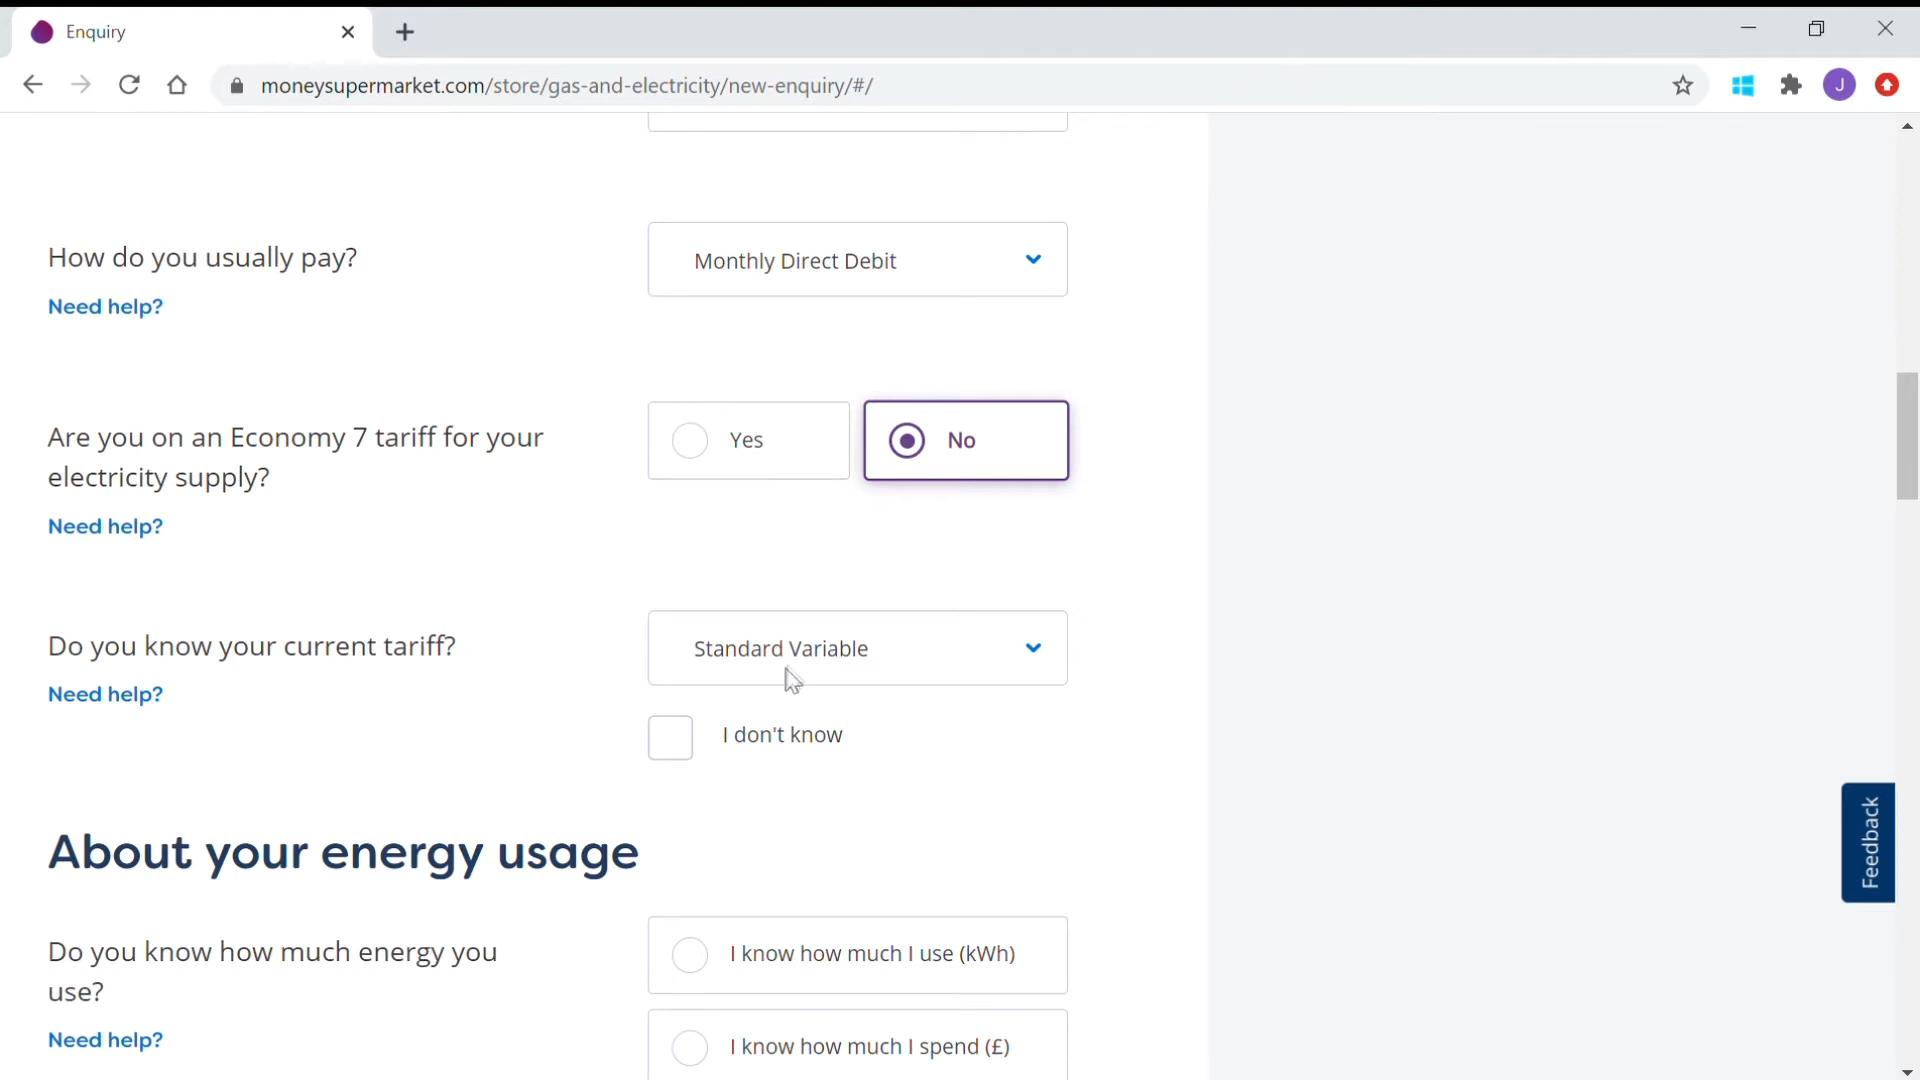 Enquiry
moneysupermarket.com/store/gas-and-electricity/new-enquiry/#/
J
How do you usually pay?
Monthly Direct Debit
Need help?
Are you on an Economy 7 tariff for your
electricity supply?
Yes
No
Need help?
Do you know your current tariff?
Standard Variable
Need help?
I don't know
Feedback
About your energy usage
Do you know how much energy you
use?
I know how much I use (kWh)
Need help?
I know how much I spend (£)